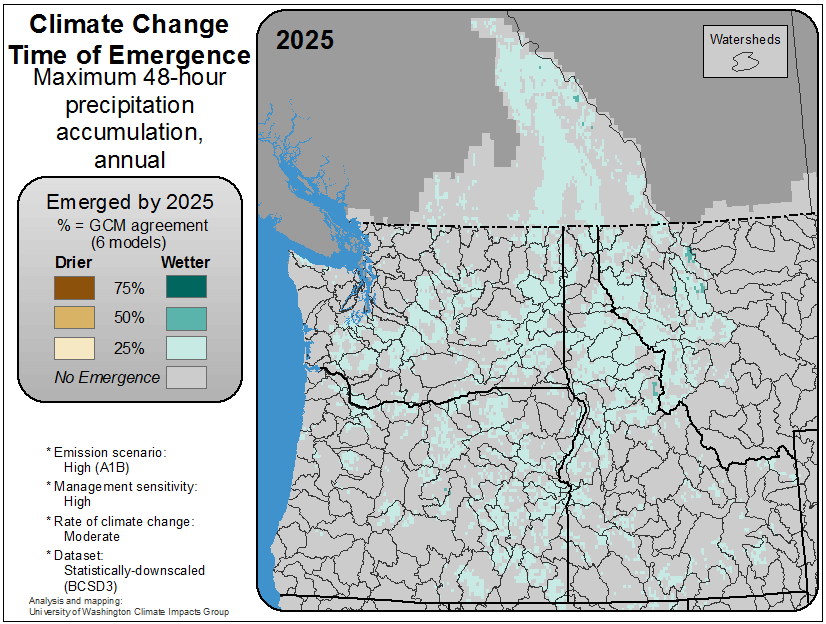 Climate Change
Time of Emergence
Maximum 48-hour
precipitation
accumulation,
annual
Emerged by 2025
% = GCM agreement
(6 models)
Drier Wetter
75%
50%
25%
No Emergence
* Emission scenario:
High (A1B)
* Management sensitivity:
High
* Rate of climate change:
Moderate
* Dataset:
Statistically-downscaled
(BCSD3)
Analysis and mapping:
University of Washington Climate Impacts Group
2025
Watersheds